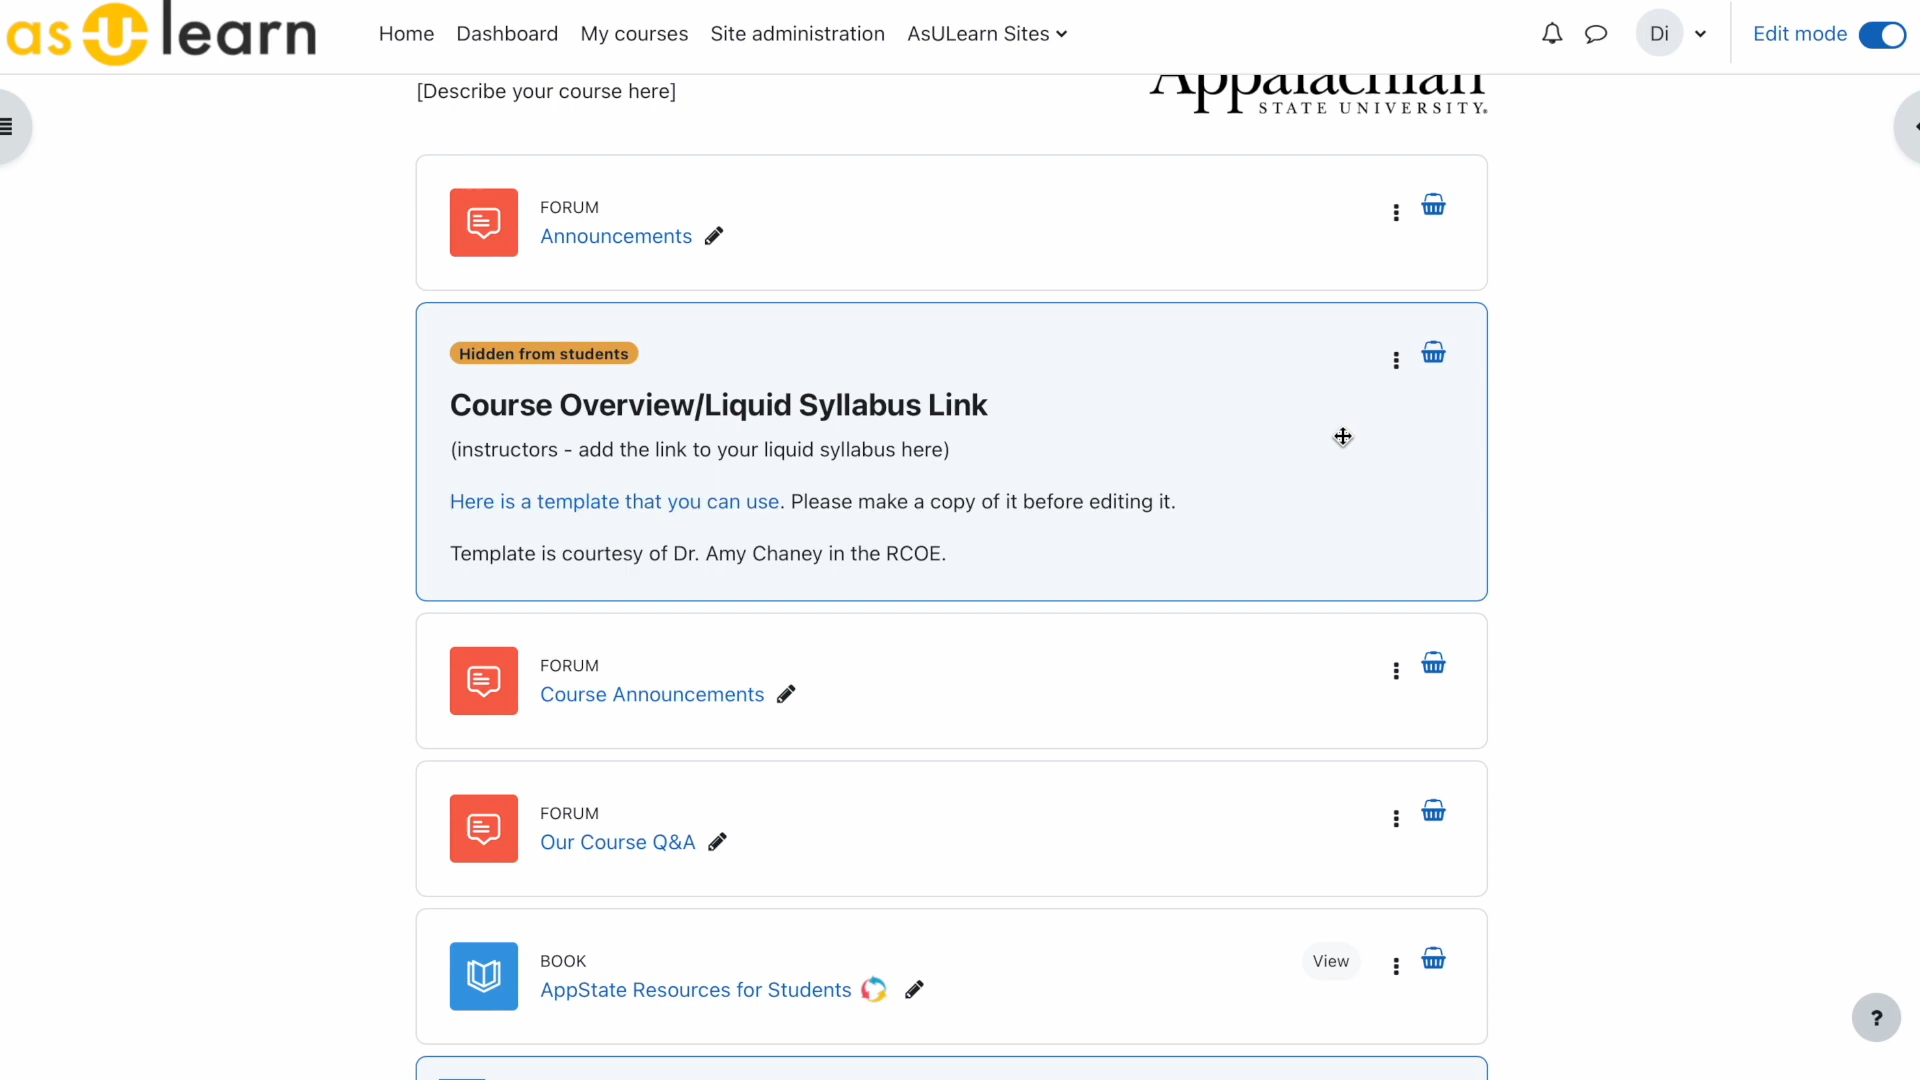 asUlearn
Home Dashboard My courses Site administration AsULearn Sites
Di
Edit mode
[Describe your course here]
Appalachian
STATE UNIVERSITY.
FORUM
Announcements
Hidden from students
Course Overview/Liquid Syllabus Link
(instructors - add the link to your liquid syllabus here)
Here is a template that you can use. Please make a copy of it before editing it.
Template is courtesy of Dr. Amy Chaney in the RCOE.
FORUM
Course Announcements
FORUM
Our Course Q&A
BOOK
AppState Resources for Students
View
?